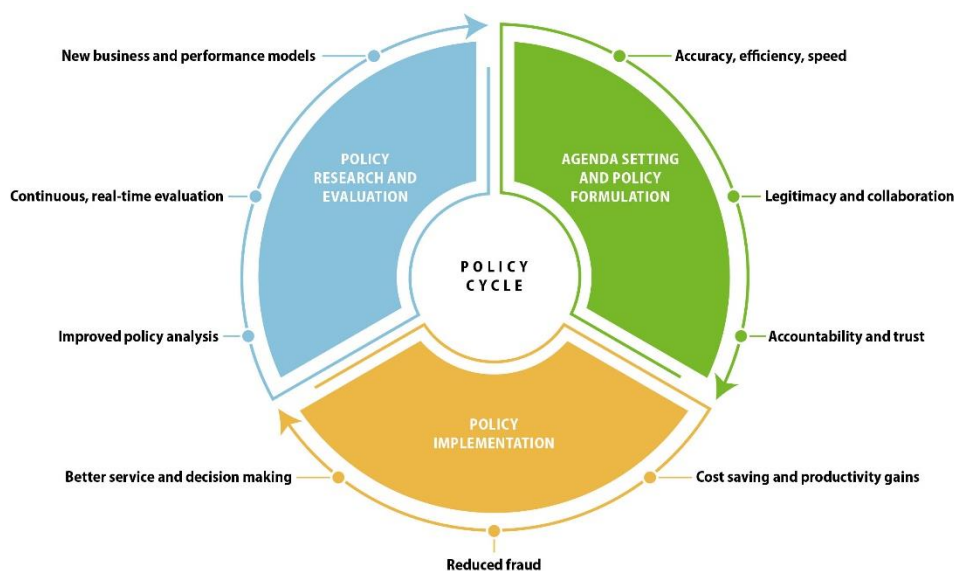 New business and performance models
Accuracy, efficiency, speed
POLICY
RESEARCH AND
EVALUATION
AGENDA SETTING
AND POLICY
FORMULATION
Continuous, real-time evaluation
Legitimacy and collaboration
POLICY
CYCLE
Improved policy analysis
Accountability and trust
POLICY
IMPLEMENTATION
Better service and decision making
Cost saving and productivity gains
Reduced fraud